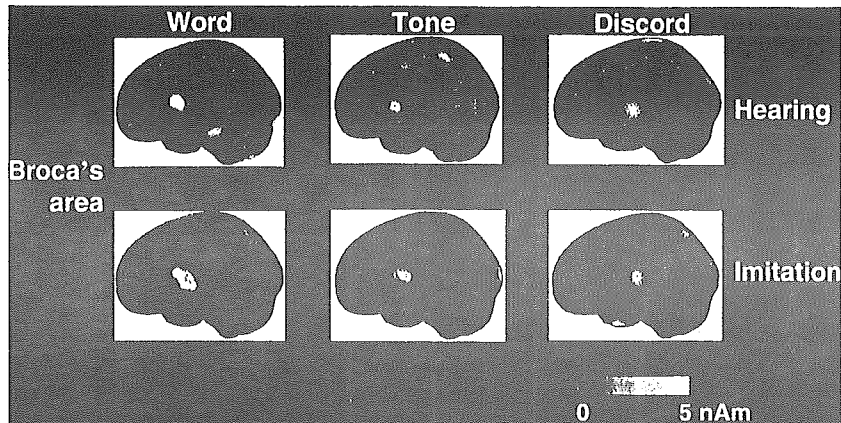 Word Tone Discord
Hearing
Broca's
area
Imitation
0 5 nAm